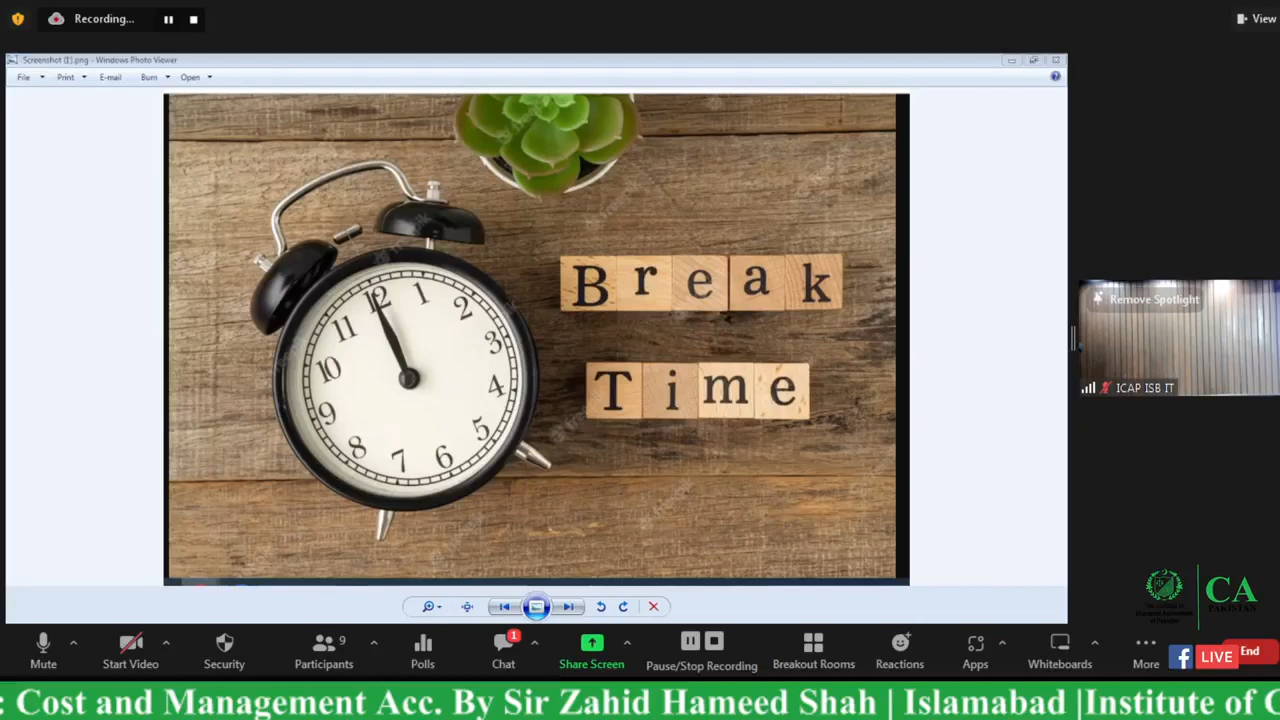 Recording...
View
Screenshot (1).png - Windows Photo Viewer
File Print E-mail Burn Open
Break
Time
12 1 2 3 4 5 6 7 8 9 10 11
Remove Spotlight
ICAP ISB IT
CA
PAKISTAN
9
1
Mute Start Video Security Participants Polls Chat Share Screen Pause/Stop Recording Breakout Rooms Reactions Apps Whiteboards More LIVE End
: Cost and Management Acc. By Sir Zahid Hameed Shah | Islamabad |Institute of C